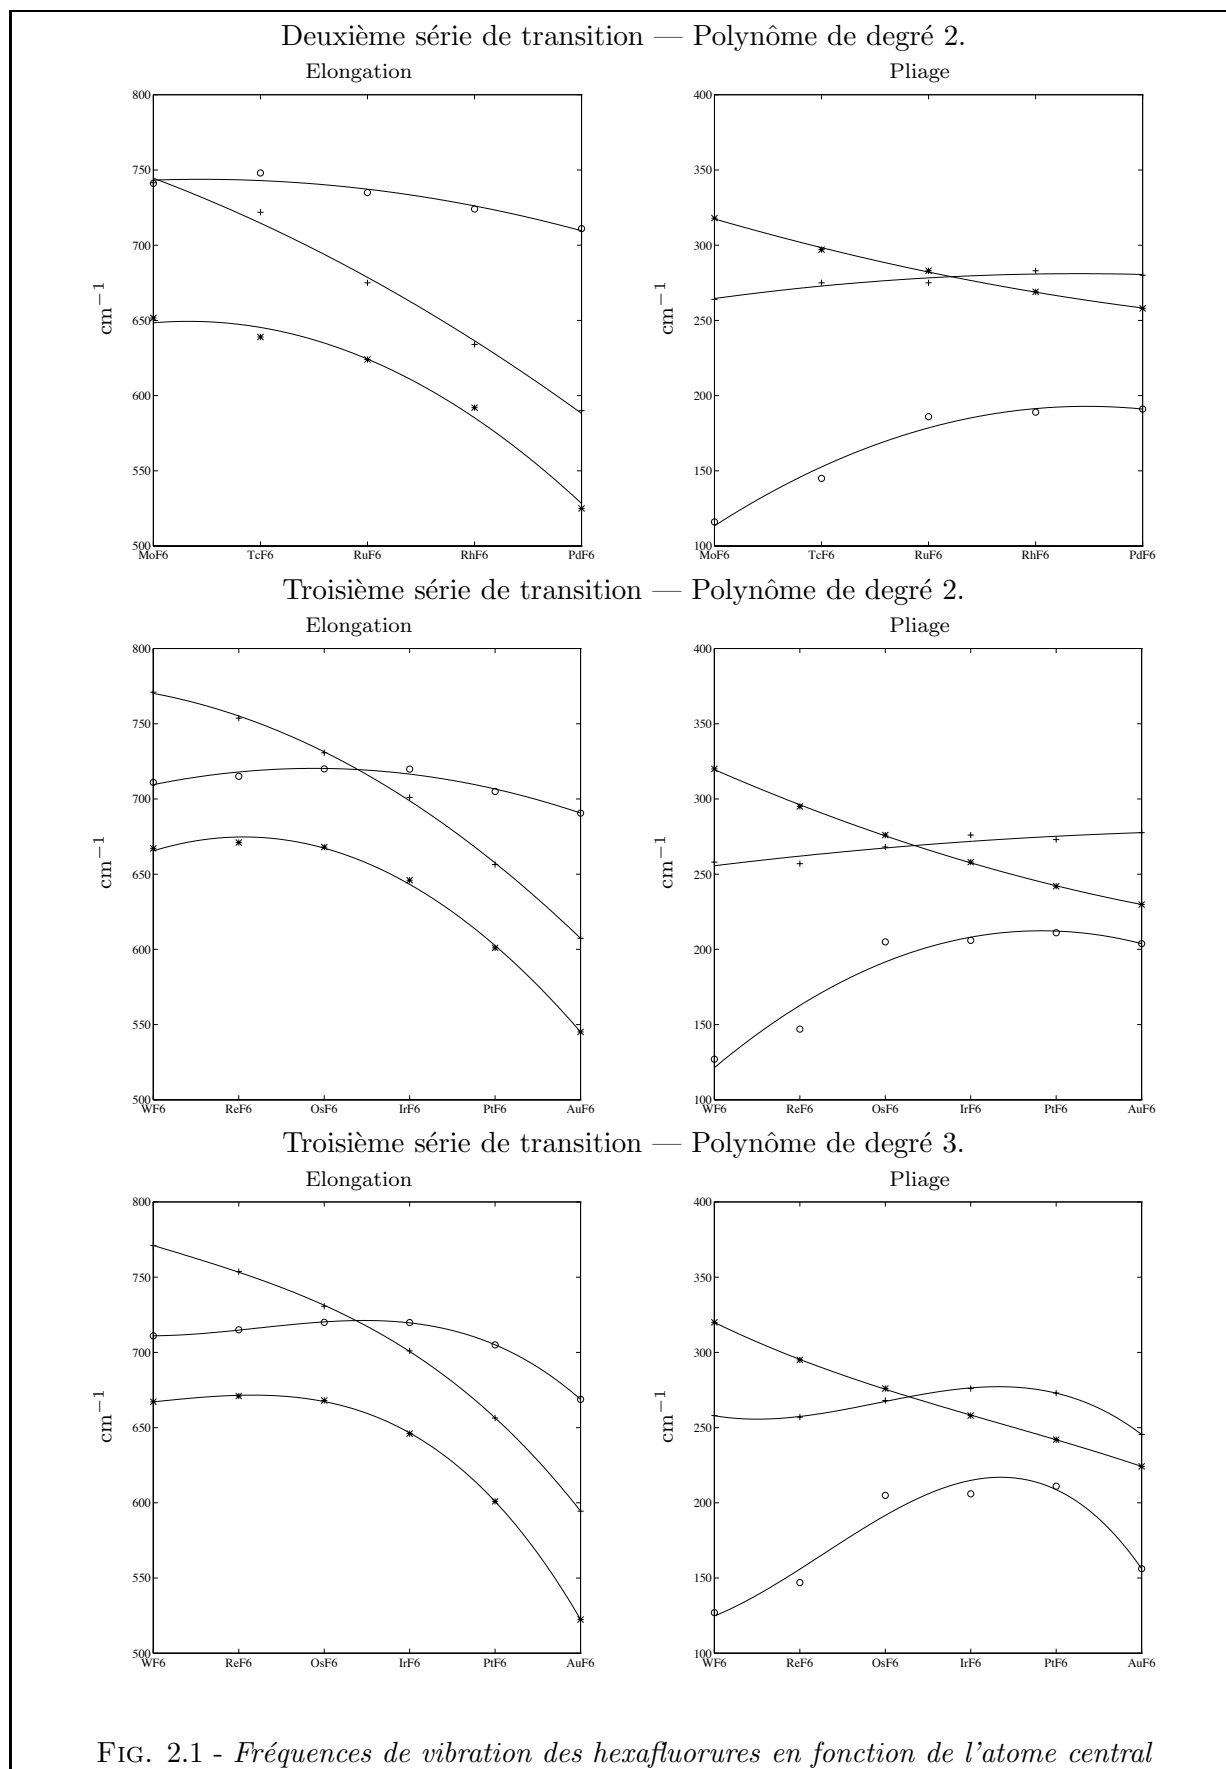 Deuxième série de transition — Polynôme de degré 2.
Elongation
Pliage
800
750
700
650
600
550
500
cm−1
MoF6 TcF6 RuF6 RhF6 PdF6
400
350
300
250
200
150
100
cm−1
MoF6 TcF6 RuF6 RhF6 PdF6
Troisième série de transition — Polynôme de degré 2.
Elongation
Pliage
800
750
700
650
600
550
500
cm−1
WF6 ReF6 OsF6 IrF6 PtF6 AuF6
400
350
300
250
200
150
100
cm−1
WF6 ReF6 OsF6 IrF6 PtF6 AuF6
Troisième série de transition — Polynôme de degré 3.
Elongation
Pliage
800
750
700
650
600
550
500
cm−1
WF6 ReF6 OsF6 IrF6 PtF6 AuF6
400
350
300
250
200
150
100
cm−1
WF6 ReF6 OsF6 IrF6 PtF6 AuF6
FIG. 2.1 - Fréquences de vibration des hexafluorures en fonction de l'atome central